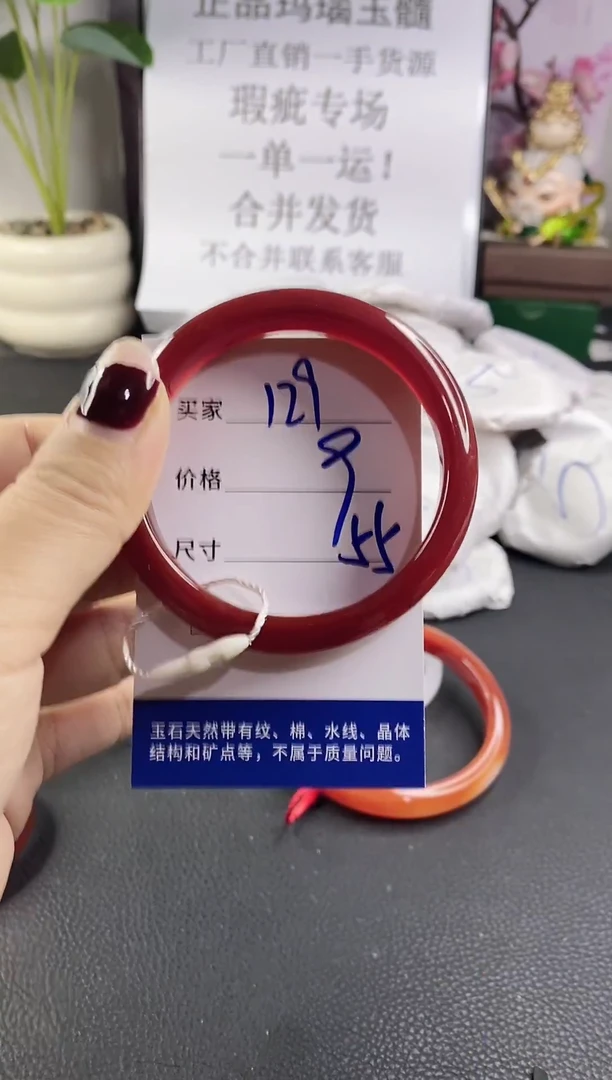 正品玛瑙玉髓
工厂直销一手货源
瑕疵专场
一单一运！
合并发货
不合并联系客服
买家 129
价格 9
尺寸 55
玉石天然带有纹、棉、水线、晶体
结构和矿点等，不属于质量问题。